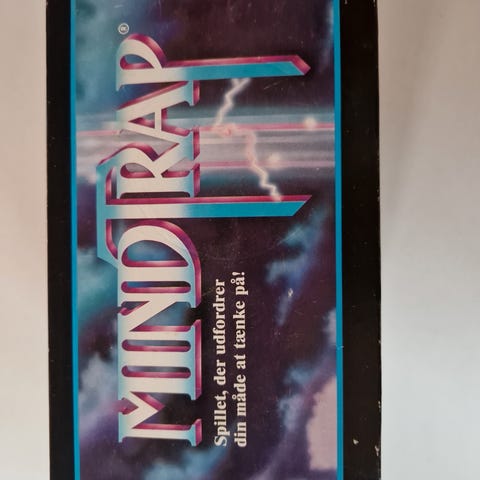 MINDTRAP®
Spillet, der udfordrer
din måde at tænke på!